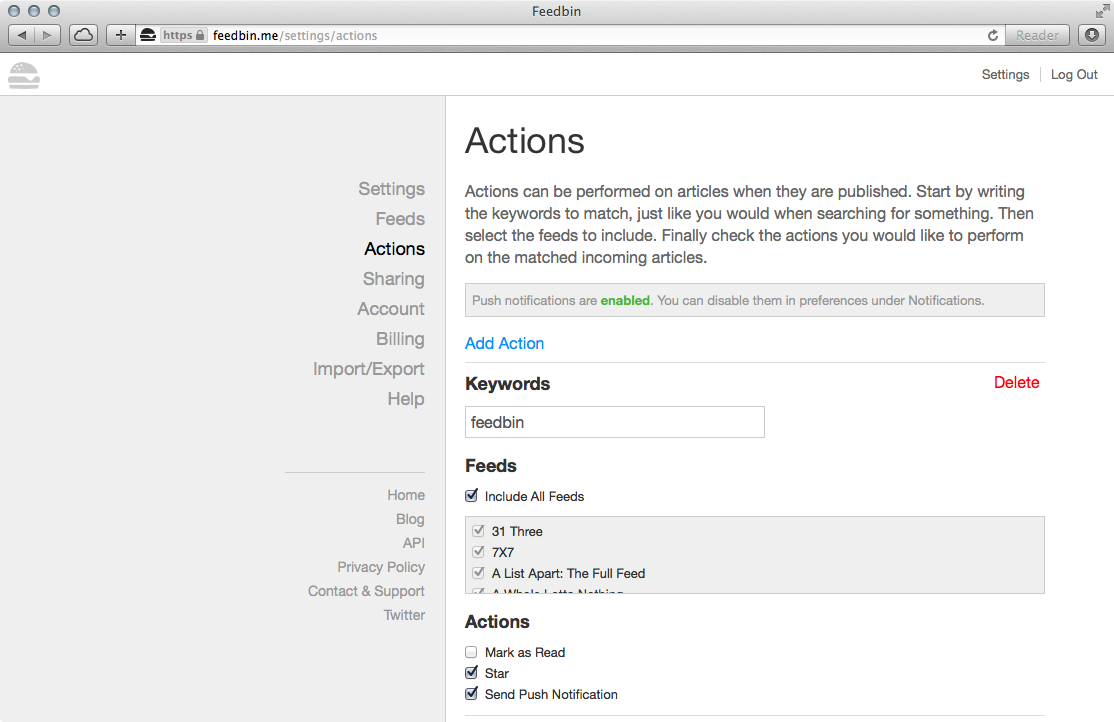 Feedbin
https feedbin.me/settings/actions
Reader
Settings
Log Out
Settings
Feeds
Actions
Sharing
Account
Billing
Import/Export
Help
Home
Blog
API
Privacy Policy
Contact & Support
Twitter
Actions
Actions can be performed on articles when they are published. Start by writing
the keywords to match, just like you would when searching for something. Then
select the feeds to include. Finally check the actions you would like to perform
on the matched incoming articles.
Push notifications are enabled. You can disable them in preferences under Notifications.
Add Action
Keywords
Delete
feedbin
Feeds
Include All Feeds
31 Three
7X7
A List Apart: The Full Feed
A Whole Lotta Nothing
Actions
Mark as Read
Star
Send Push Notification